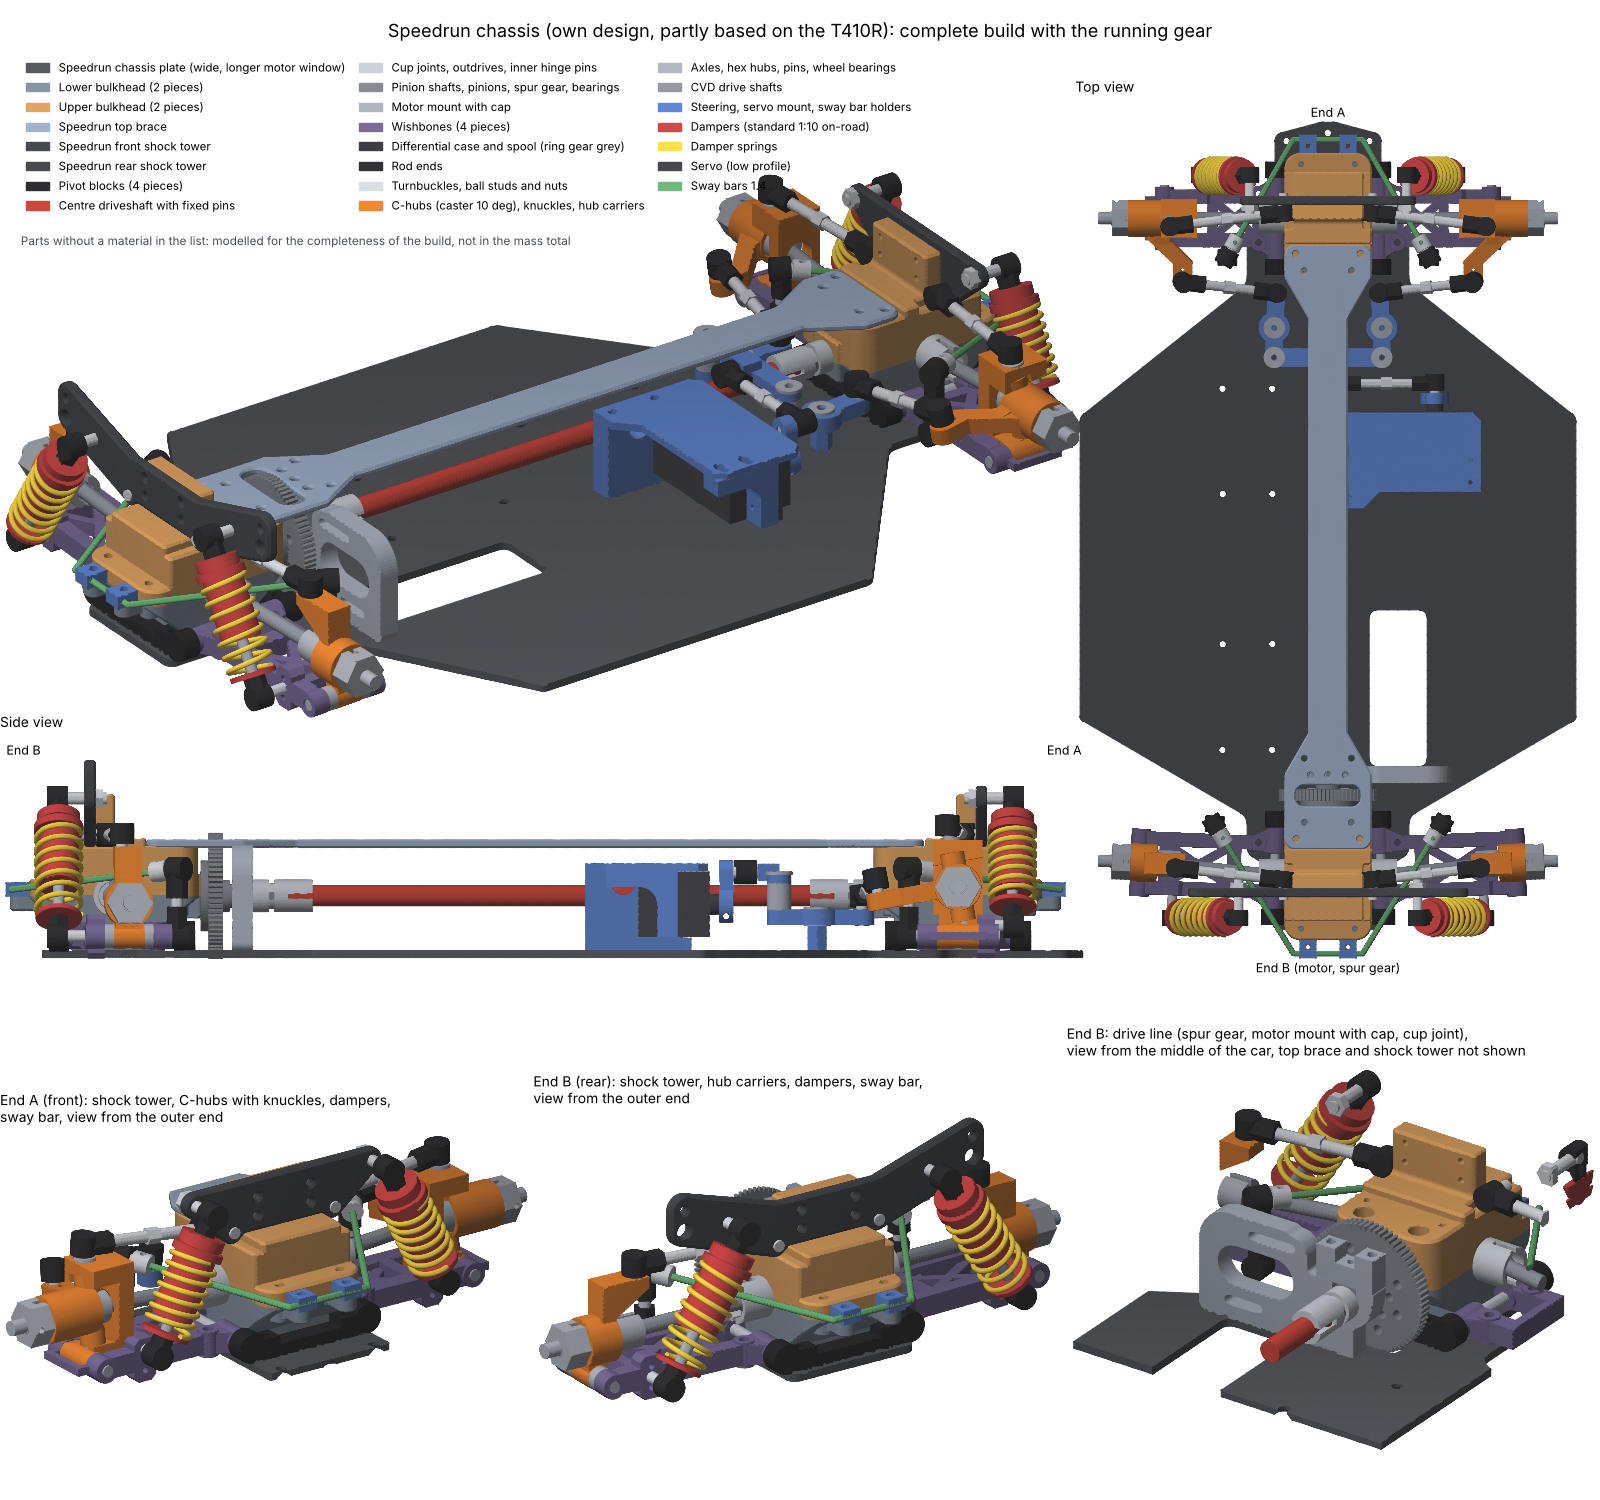 Speedrun chassis (own design, partly based on the T410R): complete build with the running gear
Speedrun chassis plate (wide, longer motor window)
Lower bulkhead (2 pieces)
Upper bulkhead (2 pieces)
Speedrun top brace
Speedrun front shock tower
Speedrun rear shock tower
Pivot blocks (4 pieces)
Centre driveshaft with fixed pins
Cup joints, outdrives, inner hinge pins
Pinion shafts, pinions, spur gear, bearings
Motor mount with cap
Wishbones (4 pieces)
Differential case and spool (ring gear grey)
Rod ends
Turnbuckles, ball studs and nuts
C-hubs (caster 10 deg), knuckles, hub carriers
Axles, hex hubs, pins, wheel bearings
CVD drive shafts
Steering, servo mount, sway bar holders
Dampers (standard 1:10 on-road)
Damper springs
Servo (low profile)
Sway bars
Parts without a material in the list: modelled for the completeness of the build, not in the mass total
Top view
End A
End B (motor, spur gear)
Side view
End B
End A
End B: drive line (spur gear, motor mount with cap, cup joint),
view from the middle of the car, top brace and shock tower not shown
End A (front): shock tower, C-hubs with knuckles, dampers,
sway bar, view from the outer end
End B (rear): shock tower, hub carriers, dampers, sway bar,
view from the outer end